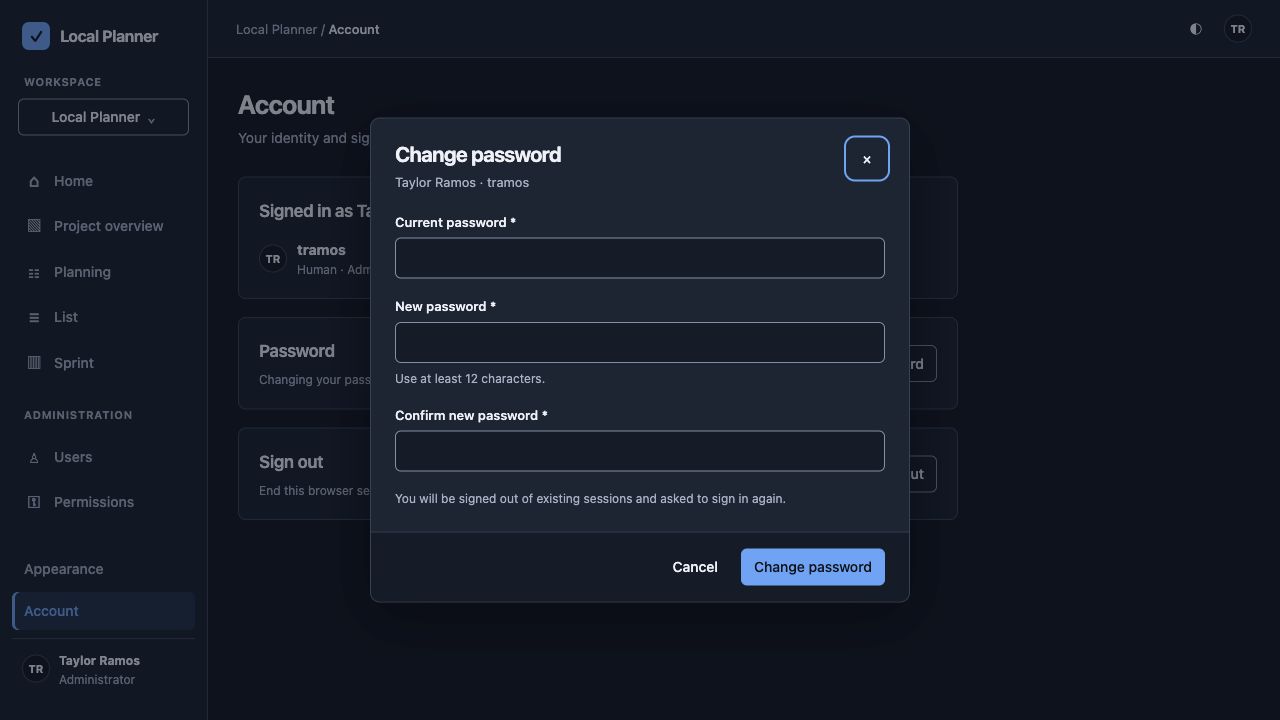 Local Planner
WORKSPACE
Local Planner
Home
Project overview
Planning
List
Sprint
ADMINISTRATION
Users
Permissions
Appearance
Account
TR
Taylor Ramos
Administrator
Local Planner / Account
TR
Account
Your identity and sig
Signed in as Ta
TR
tramos
Human · Adm
Password
Changing your pass
rd
Sign out
End this browser se
ut
Change password
×
Taylor Ramos · tramos
Current password *
New password *
Use at least 12 characters.
Confirm new password *
You will be signed out of existing sessions and asked to sign in again.
Cancel
Change password